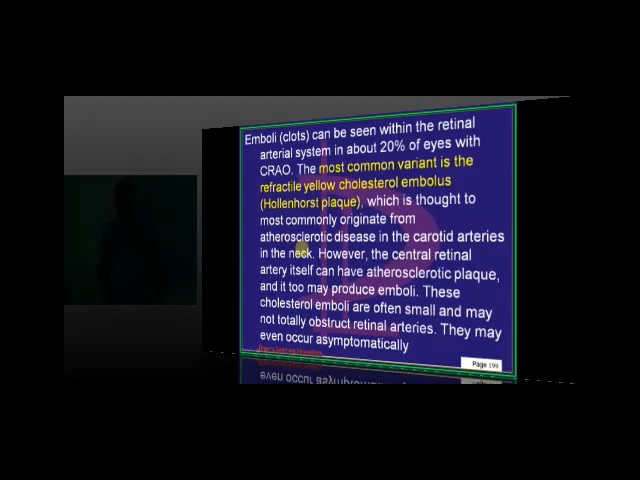 Emboli (clots) can be seen within the retinal
arterial system in about 20% of eyes with
CRAO. The most common variant is the
refractile yellow cholesterol embolus
(Hollenhorst plaque), which is thought to
most commonly originate from
atherosclerotic disease in the carotid arteries
in the neck. However, the central retinal
artery itself can have atherosclerotic plaque,
and it too may produce emboli. These
cholesterol emboli are often small and may
not totally obstruct retinal arteries. They may
even occur asymptomatically
Page 199